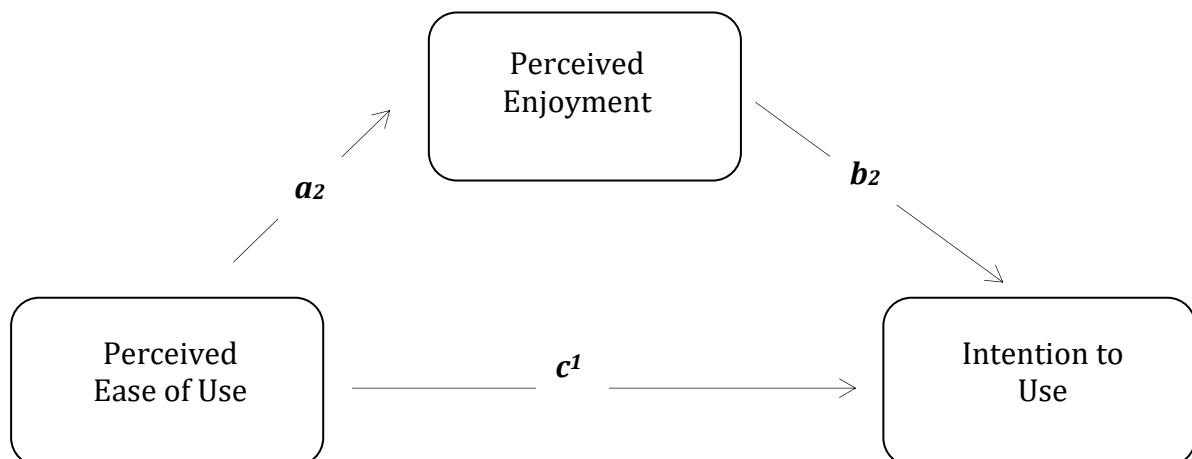 Perceived
Enjoyment
a2
b2
Perceived
Ease of Use
c1
Intention to
Use